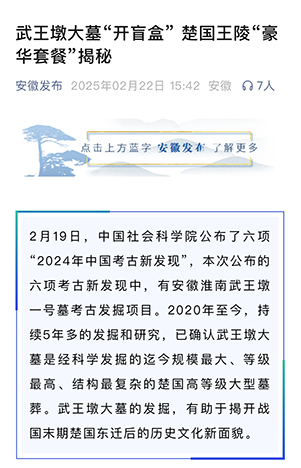 武王墩大墓“开盲盒” 楚国王陵“豪
华套餐”揭秘
安徽发布 2025年02月22日 15:42 安徽 7人
点击上方蓝字 安徽发布 了解更多
2月19日，中国社会科学院公布了六项
“2024年中国考古新发现”，本次公布的
六项考古新发现中，有安徽淮南武王墩
一号墓考古发掘项目。2020年至今，持
续5年多的发掘和研究，已确认武王墩大
墓是经科学发掘的迄今规模最大、等级
最高、结构最复杂的楚国高等级大型墓
葬。武王墩大墓的发掘，有助于揭开战
国末期楚国东迁后的历史文化新面貌。